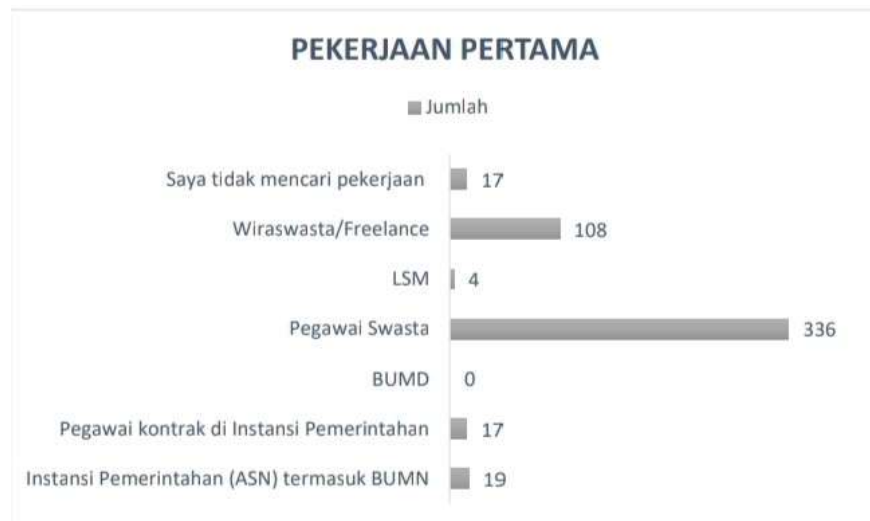 PEKERJAAN PERTAMA
Jumlah
Saya tidak mencari pekerjaan 17
Wiraswasta/Freelance 108
LSM 4
Pegawai Swasta 336
BUMD 0
Pegawai kontrak di Instansi Pemerintahan 17
Instansi Pemerintahan (ASN) termasuk BUMN 19